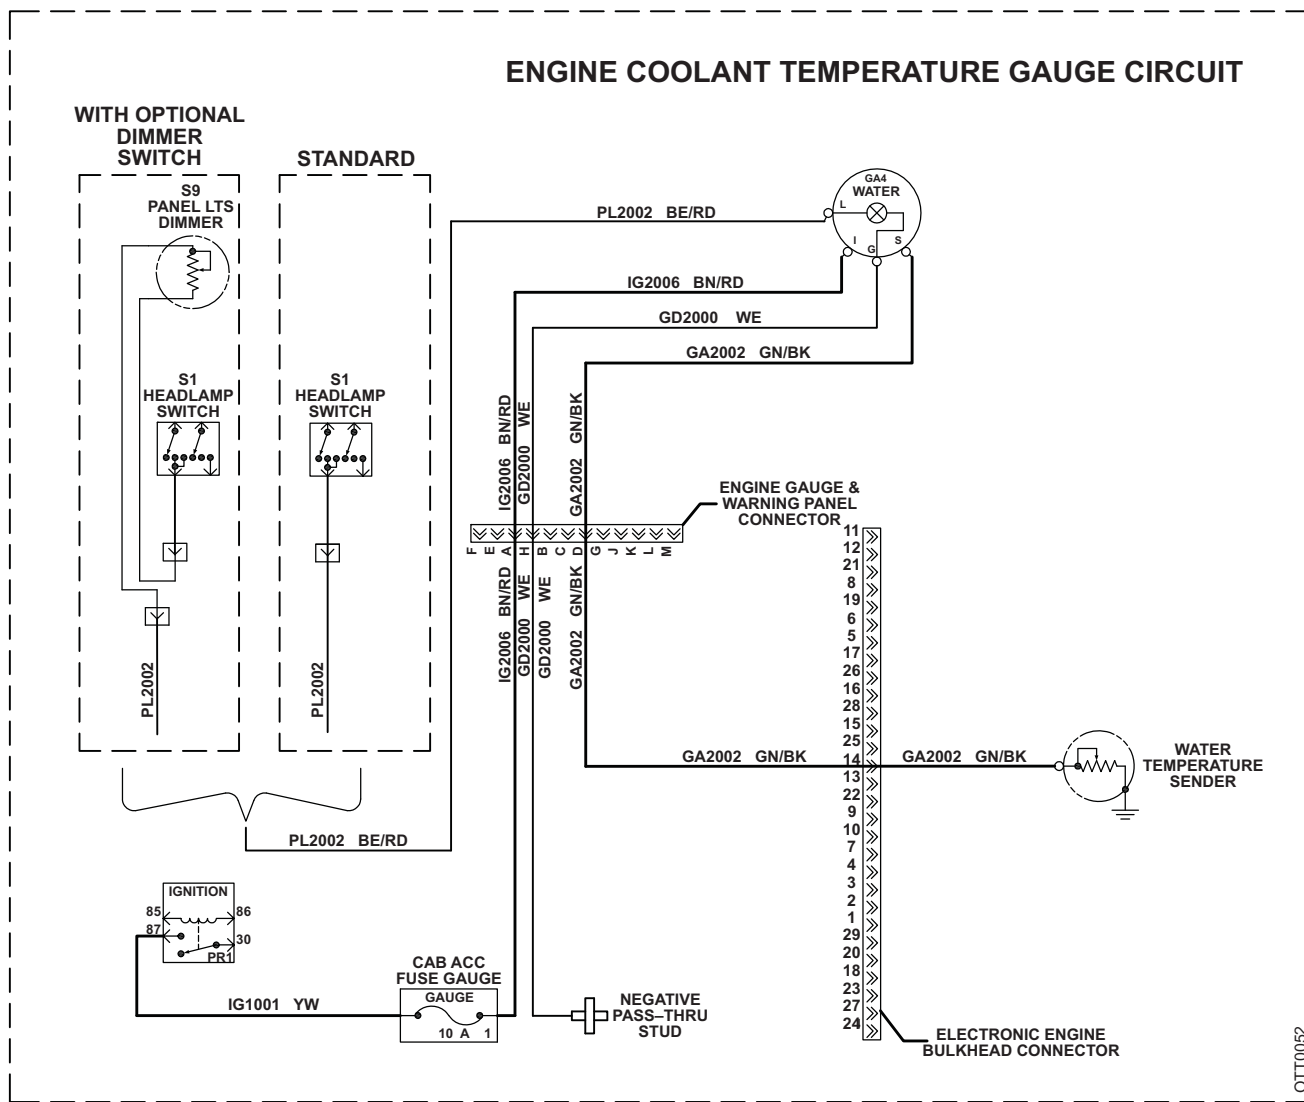 ENGINE COOLANT TEMPERATURE GAUGE CIRCUIT
WITH OPTIONAL
DIMMER
SWITCH
STANDARD
S9
PANEL LTS
DIMMER
S1
HEADLAMP
SWITCH
S1
HEADLAMP
SWITCH
PL2002
PL2002
PL2002 BE/RD
GA4
WATER
L
I
G
S
PL2002 BE/RD
IG2006 BN/RD
GD2000 WE
GA2002 GN/BK
IG2006 BN/RD
GD2000 WE
GA2002 GN/BK
ENGINE GAUGE &
WARNING PANEL
CONNECTOR
F
E
A
H
B
C
D
G
J
K
L
M
IG2006 BN/RD
GD2000 WE
GD2000 WE
GA2002 GN/BK
11
12
21
8
19
6
5
17
26
16
28
15
25
14
13
22
9
10
7
4
3
2
1
29
20
18
23
27
24
GA2002 GN/BK
GA2002 GN/BK
WATER
TEMPERATURE
SENDER
IGNITION
85
86
87
30
PR1
IG1001 YW
CAB ACC
FUSE GAUGE
GAUGE
10 A 1
NEGATIVE
PASS–THRU
STUD
ELECTRONIC ENGINE
BULKHEAD CONNECTOR
OTT0052